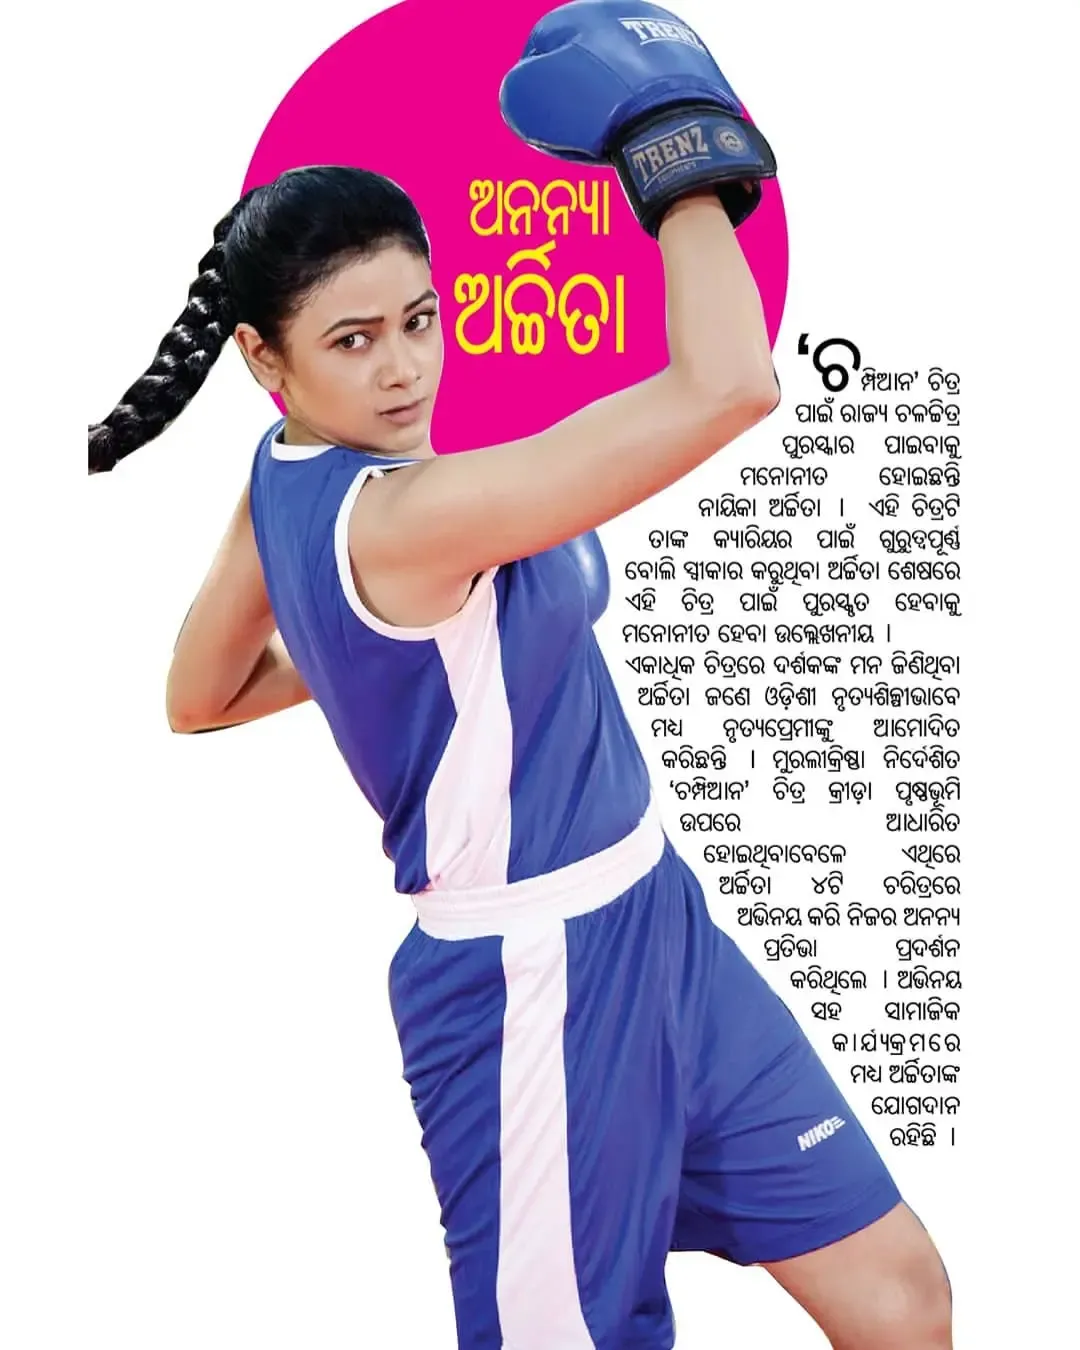 TRENZ
TRENZ
ଅନନ୍ୟା
ଅର୍ଚ୍ଚିତା
‘ଚମ୍ପିଆନ’ ଚିତ୍ର
ପାଇଁ ରାଜ୍ୟ ଚଳଚ୍ଚିତ୍ର
ପୁରସ୍କାର ପାଇବାକୁ
ମନୋନୀତ ହୋଇଛନ୍ତି
ନାୟିକା ଅର୍ଚ୍ଚିତା । ଏହି ଚିତ୍ରଟି
ତାଙ୍କ କ୍ୟାରିୟର ପାଇଁ ଗୁରୁତ୍ୱପୂର୍ଣ୍ଣ
ବୋଲି ସ୍ୱୀକାର କରୁଥିବା ଅର୍ଚ୍ଚିତା ଶେଷରେ
ଏହି ଚିତ୍ର ପାଇଁ ପୁରସ୍କୃତ ହେବାକୁ
ମନୋନୀତ ହେବା ଉଲ୍ଲେଖନୀୟ ।
ଏକାଧିକ ଚିତ୍ରରେ ଦର୍ଶକଙ୍କ ମନ ଜିଣିଥିବା
ଅର୍ଚ୍ଚିତା ଜଣେ ଓଡ଼ିଶୀ ନୃତ୍ୟଶିଳ୍ପୀଭାବେ
ମଧ୍ୟ ନୃତ୍ୟପ୍ରେମୀଙ୍କୁ ଆମୋଦିତ
କରିଛନ୍ତି । ମୁରଲୀକ୍ରିଷ୍ଣା ନିର୍ଦେଶିତ
‘ଚମ୍ପିଆନ’ ଚିତ୍ର କ୍ରୀଡ଼ା ପୃଷ୍ଠଭୂମି
ଉପରେ ଆଧାରିତ
ହୋଇଥିବାବେଳେ ଏଥିରେ
ଅର୍ଚ୍ଚିତା ୪ଟି ଚରିତ୍ରରେ
ଅଭିନୟ କରି ନିଜର ଅନନ୍ୟ
ପ୍ରତିଭା ପ୍ରଦର୍ଶନ
କରିଥିଲେ । ଅଭିନୟ
ସହ ସାମାଜିକ
କାର୍ଯ୍ୟକ୍ରମରେ
ମଧ୍ୟ ଅର୍ଚ୍ଚିତାଙ୍କ
ଯୋଗଦାନ
ରହିଛି ।
NIKO